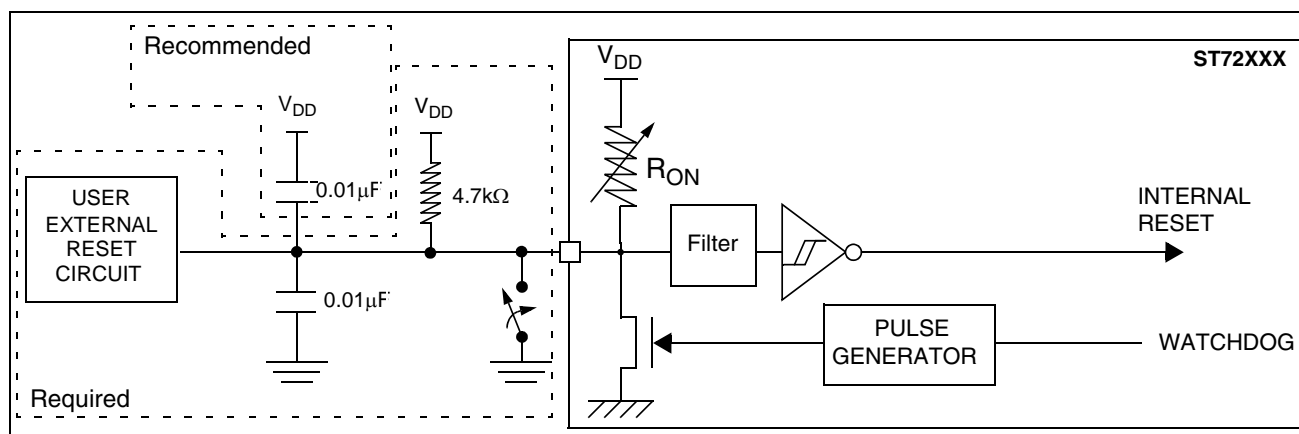 Recommended
V_DD
V_DD
0.01μF
4.7kΩ
USER
EXTERNAL
RESET
CIRCUIT
0.01μF
Required
V_DD
ST72XXX
R_ON
Filter
INTERNAL
RESET
PULSE
GENERATOR
WATCHDOG